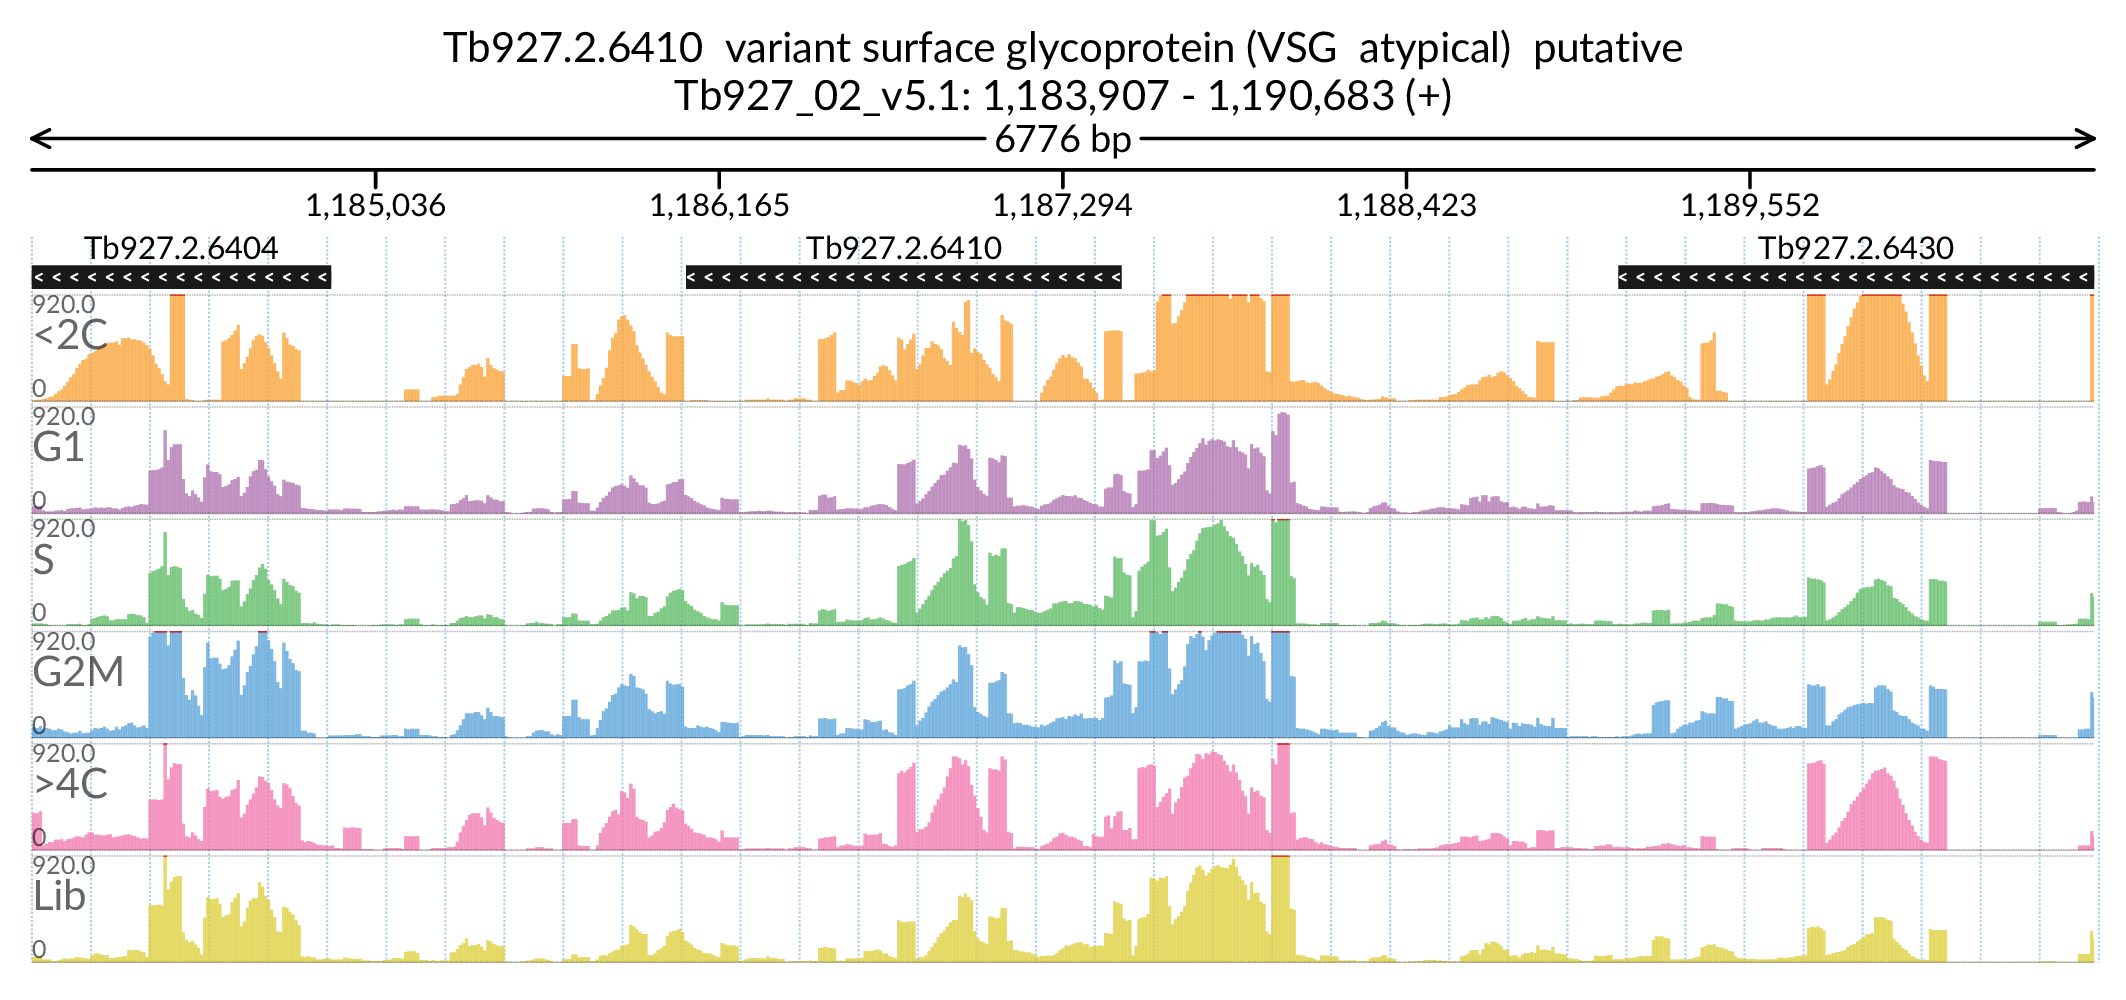 Tb927.2.6410  variant surface glycoprotein (VSG  atypical)  putative
Tb927_02_v5.1: 1,183,907 - 1,190,683 (+)
6776 bp
1,185,036 1,186,165 1,187,294 1,188,423 1,189,552
Tb927.2.6404 Tb927.2.6410 Tb927.2.6430
920.0
<2C
0
920.0
G1
0
920.0
S
0
920.0
G2M
0
920.0
>4C
0
920.0
Lib
0